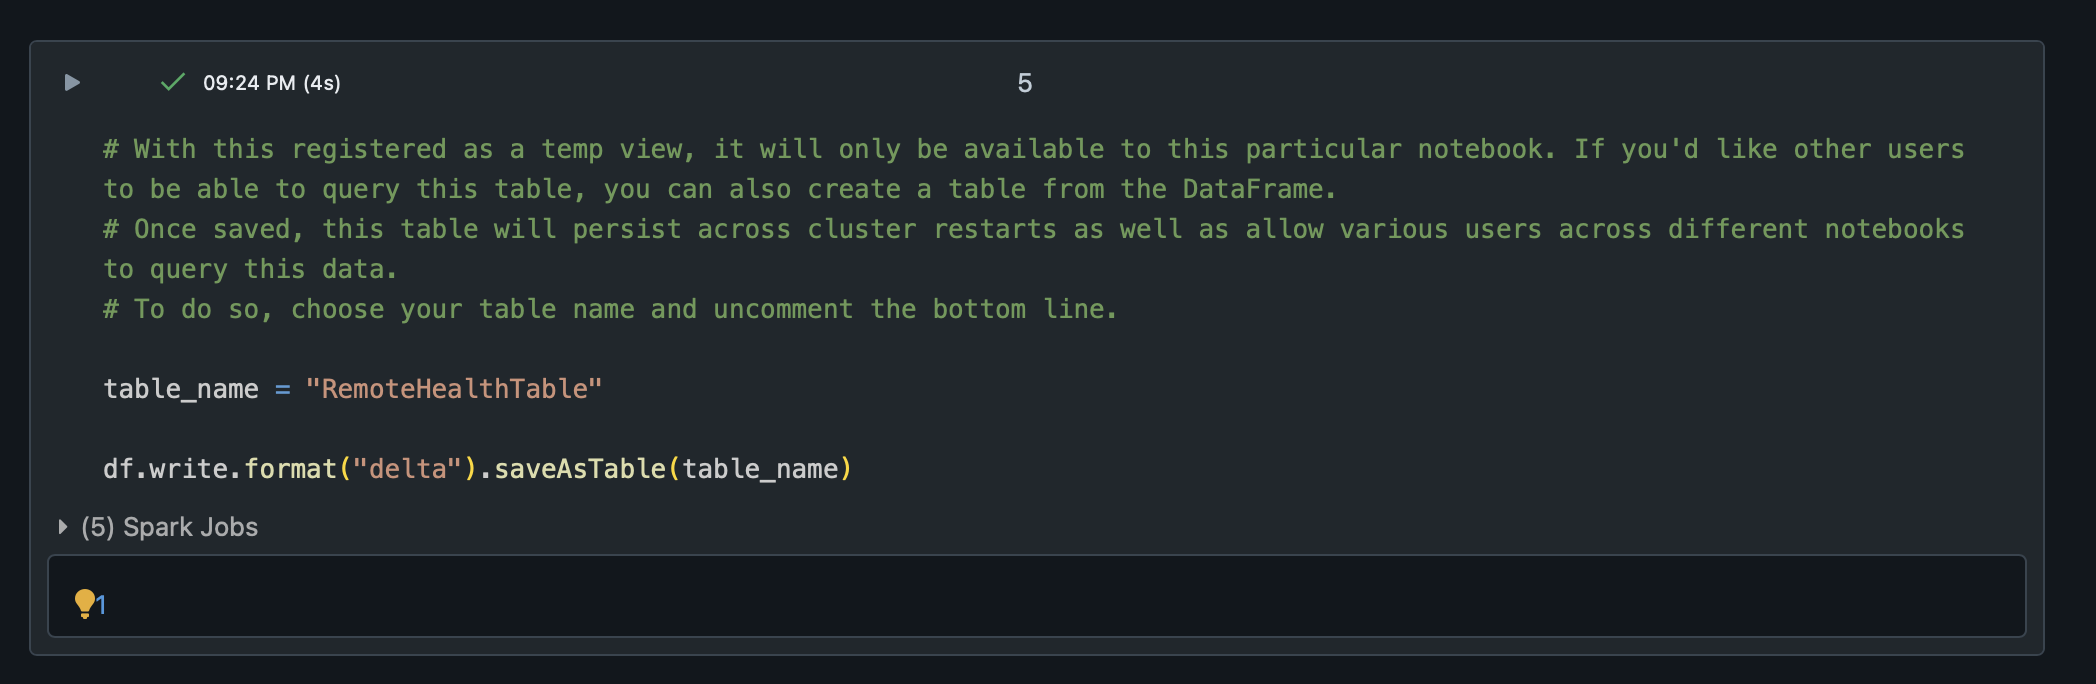 09:24 PM (4s)
5
# With this registered as a temp view, it will only be available to this particular notebook. If you'd like other users
to be able to query this table, you can also create a table from the DataFrame.
# Once saved, this table will persist across cluster restarts as well as allow various users across different notebooks
to query this data.
# To do so, choose your table name and uncomment the bottom line.
table_name = "RemoteHealthTable"
df.write.format("delta").saveAsTable(table_name)
(5) Spark Jobs
1